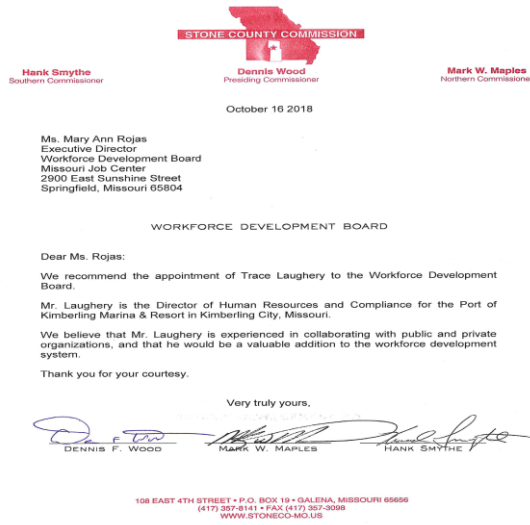 STONE COUNTY COMMISSION
Hank Smythe
Southern Commissioner
Dennis Wood
Presiding Commissioner
Mark W. Maples
Northern Commissioner
October 16 2018
Ms. Mary Ann Rojas
Executive Director
Workforce Development Board
Missouri Job Center
2900 East Sunshine Street
Springfield, Missouri 65804
WORKFORCE DEVELOPMENT BOARD
Dear Ms. Rojas:
We recommend the appointment of Trace Laughery to the Workforce Development
Board.
Mr. Laughery is the Director of Human Resources and Compliance for the Port of
Kimberling Marina & Resort in Kimberling City, Missouri.
We believe that Mr. Laughery is experienced in collaborating with public and private
organizations, and that he would be a valuable addition to the workforce development
system.
Thank you for your courtesy.
Very truly yours,
DENNIS F. WOOD MARK W. MAPLES HANK SMYTHE
108 EAST 4TH STREET • P.O. BOX 19 • GALENA, MISSOURI 65656
(417) 357-8141 • FAX (417) 357-3098
WWW.STONECO-MO.US